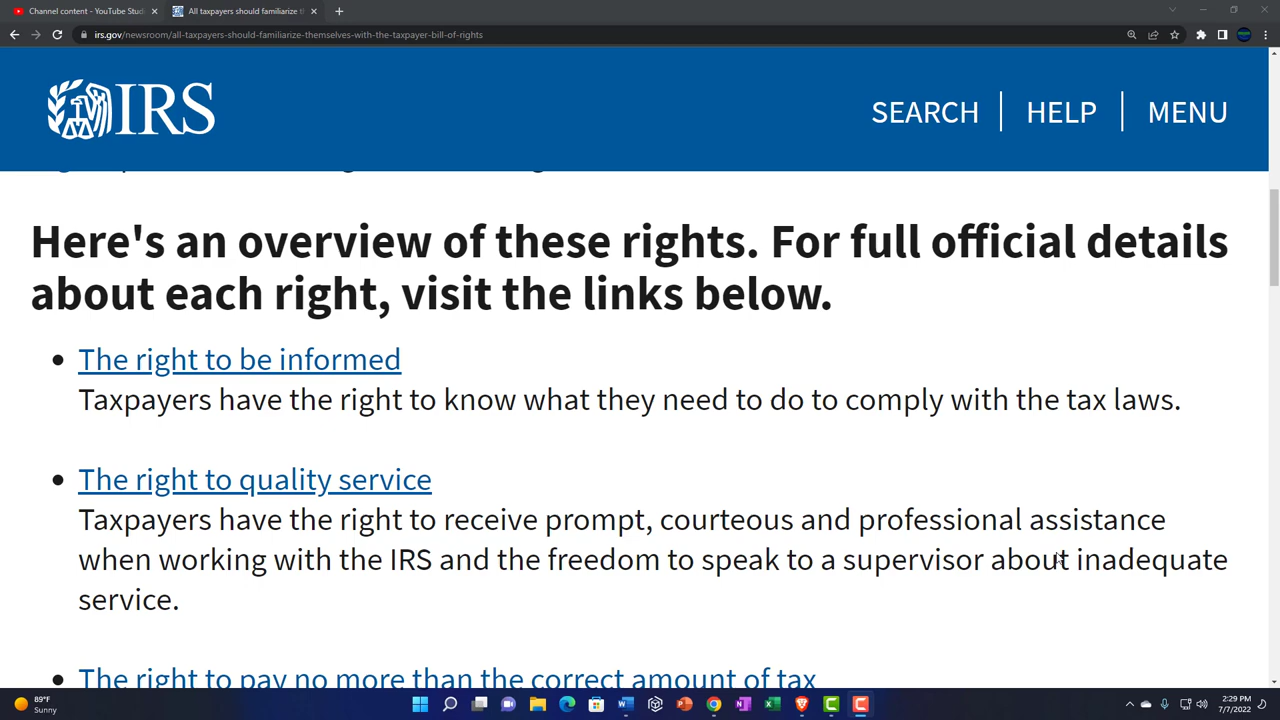 Channel content - YouTube Stud
All taxpayers should familiarize t
irs.gov/newsroom/all-taxpayers-should-familiarize-themselves-with-the-taxpayer-bill-of-rights
IRS
SEARCH
HELP
MENU
Here's an overview of these rights. For full official details
about each right, visit the links below.
The right to be informed
Taxpayers have the right to know what they need to do to comply with the tax laws.
The right to quality service
Taxpayers have the right to receive prompt, courteous and professional assistance
when working with the IRS and the freedom to speak to a supervisor about inadequate
service.
The right to pay no more than the correct amount of tax
89°F
Sunny
2:29 PM
7/7/2022